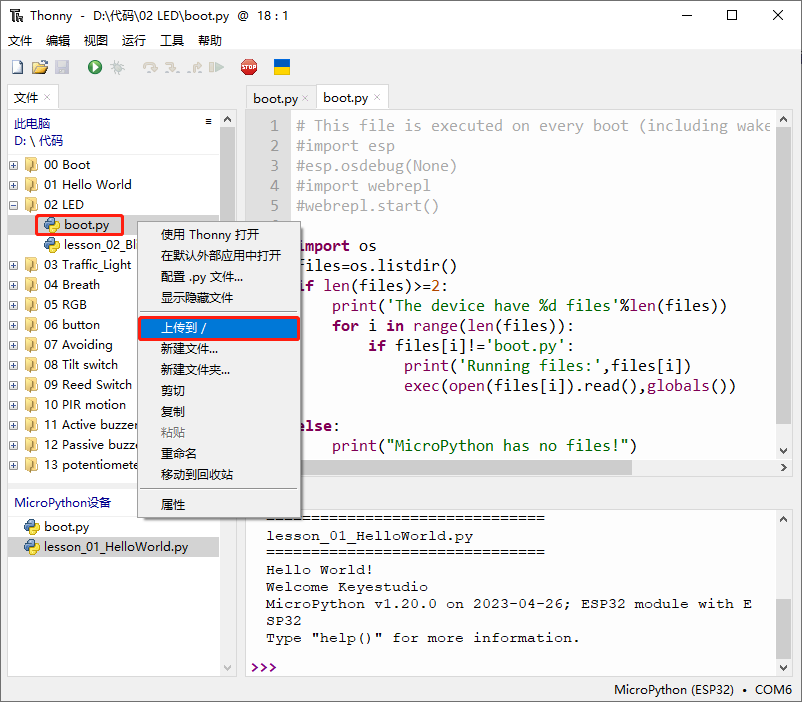 Thonny - D:\代码\02 LED\boot.py @ 18 : 1
文件 编辑 视图 运行 工具 帮助
STOP
文件 ×
此电脑
D: \ 代码
00 Boot
01 Hello World
02 LED
boot.py
lesson_02_Bl
03 Traffic_Light
04 Breath
05 RGB
06 button
07 Avoiding
08 Tilt switch
09 Reed Switch
10 PIR motion
11 Active buzzer
12 Passive buzz
13 potentiomete
使用 Thonny 打开
在默认外部应用中打开
配置 .py 文件...
显示隐藏文件
上传到 /
新建文件...
新建文件夹...
剪切
复制
粘贴
重命名
移动到回收站
属性
MicroPython设备
boot.py
lesson_01_HelloWorld.py
boot.py × boot.py ×
1 # This file is executed on every boot (including wake
2 #import esp
3 #esp.osdebug(None)
4 #import webrepl
5 #webrepl.start()
import os
files=os.listdir()
if len(files)>=2:
print('The device have %d files'%len(files))
for i in range(len(files)):
if files[i]!='boot.py':
print('Running files:',files[i])
exec(open(files[i]).read(),globals())
else:
print("MicroPython has no files!")
===============================
lesson_01_HelloWorld.py
===============================
Hello World!
Welcome Keyestudio
MicroPython v1.20.0 on 2023-04-26; ESP32 module with E
SP32
Type "help()" for more information.
>>>
MicroPython (ESP32) • COM6